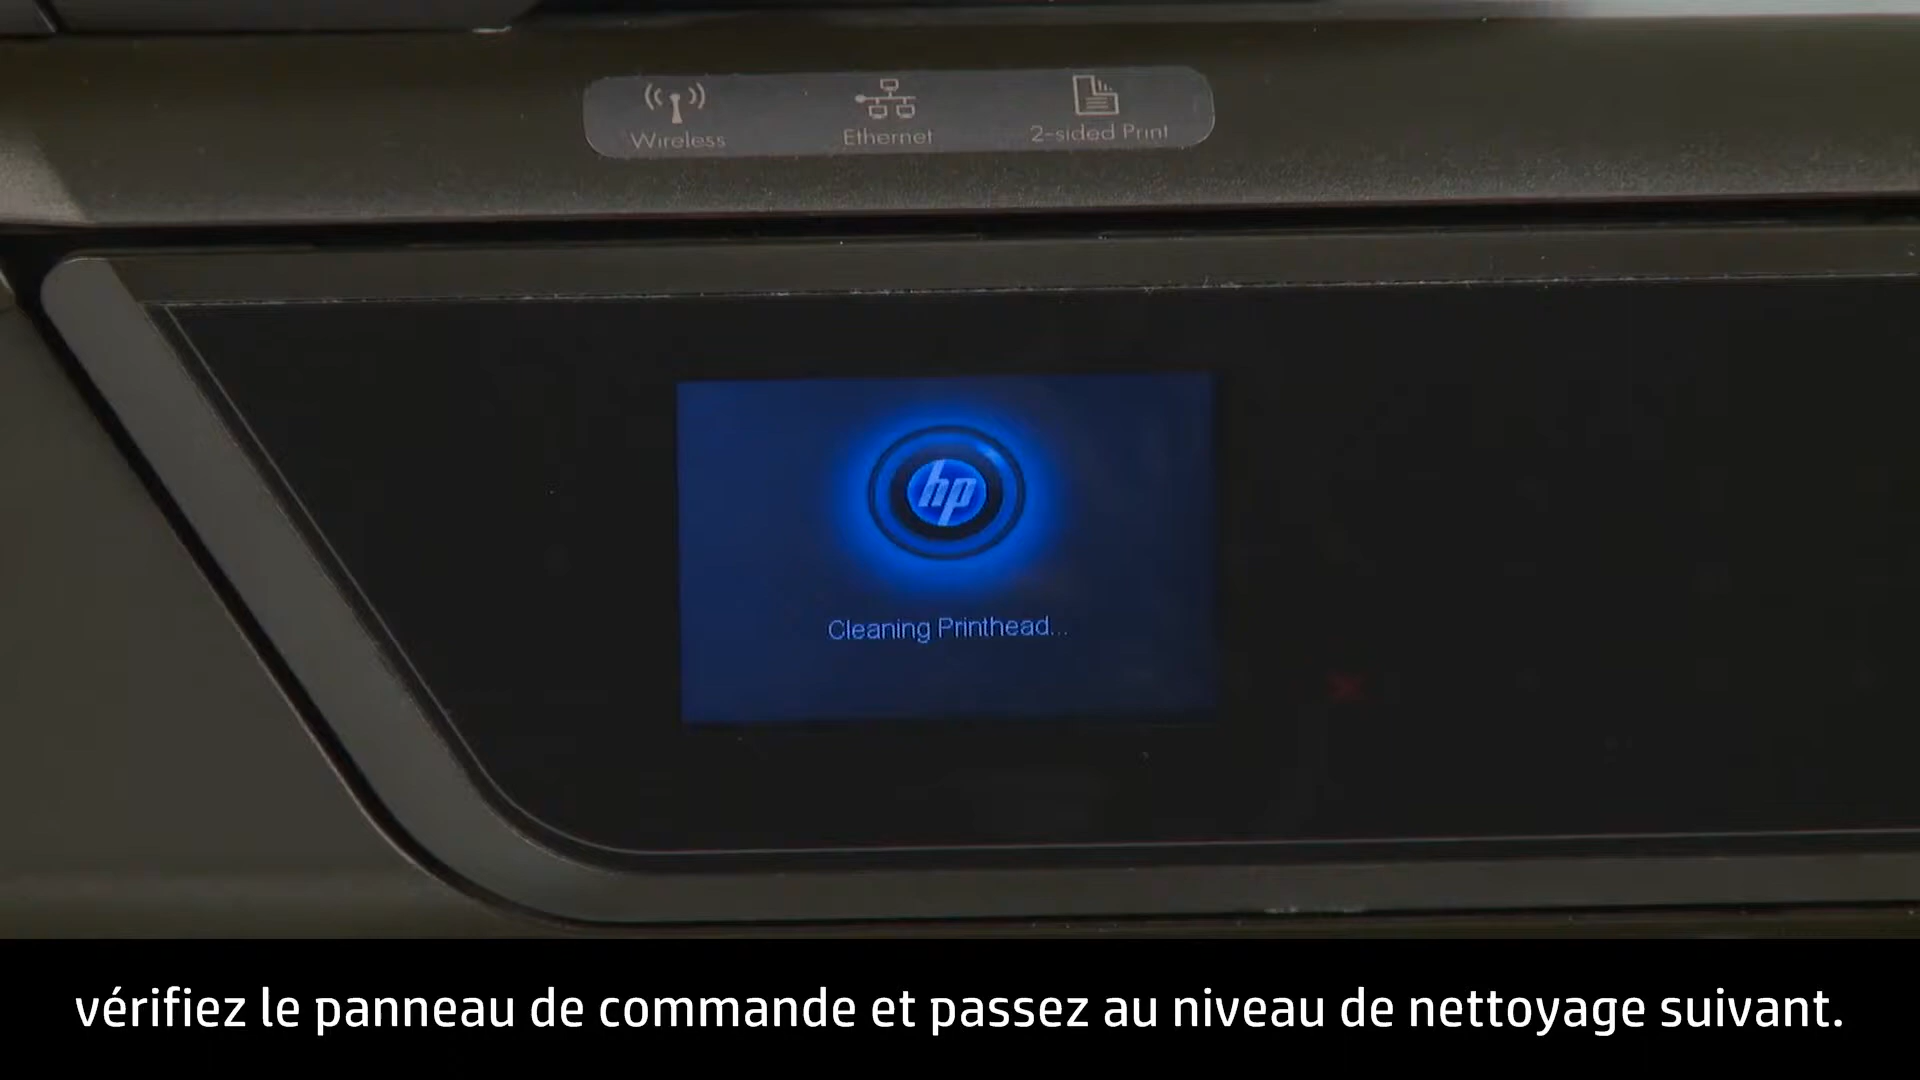 Wireless Ethernet 2-sided Print
hp
Cleaning Printhead...
vérifiez le panneau de commande et passez au niveau de nettoyage suivant.